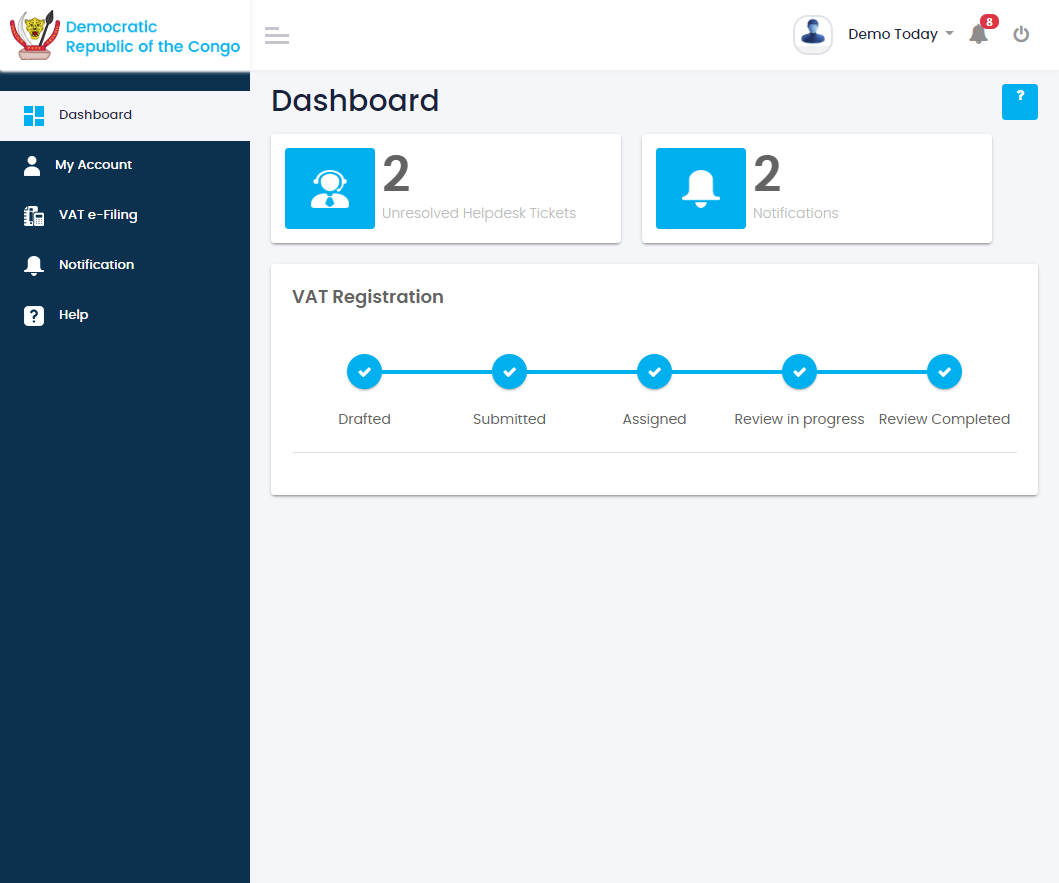 Democratic
Republic of the Congo
Demo Today
8
Dashboard
My Account
VAT e-Filing
Notification
Help
Dashboard
?
2
Unresolved Helpdesk Tickets
2
Notifications
VAT Registration
Drafted
Submitted
Assigned
Review in progress
Review Completed